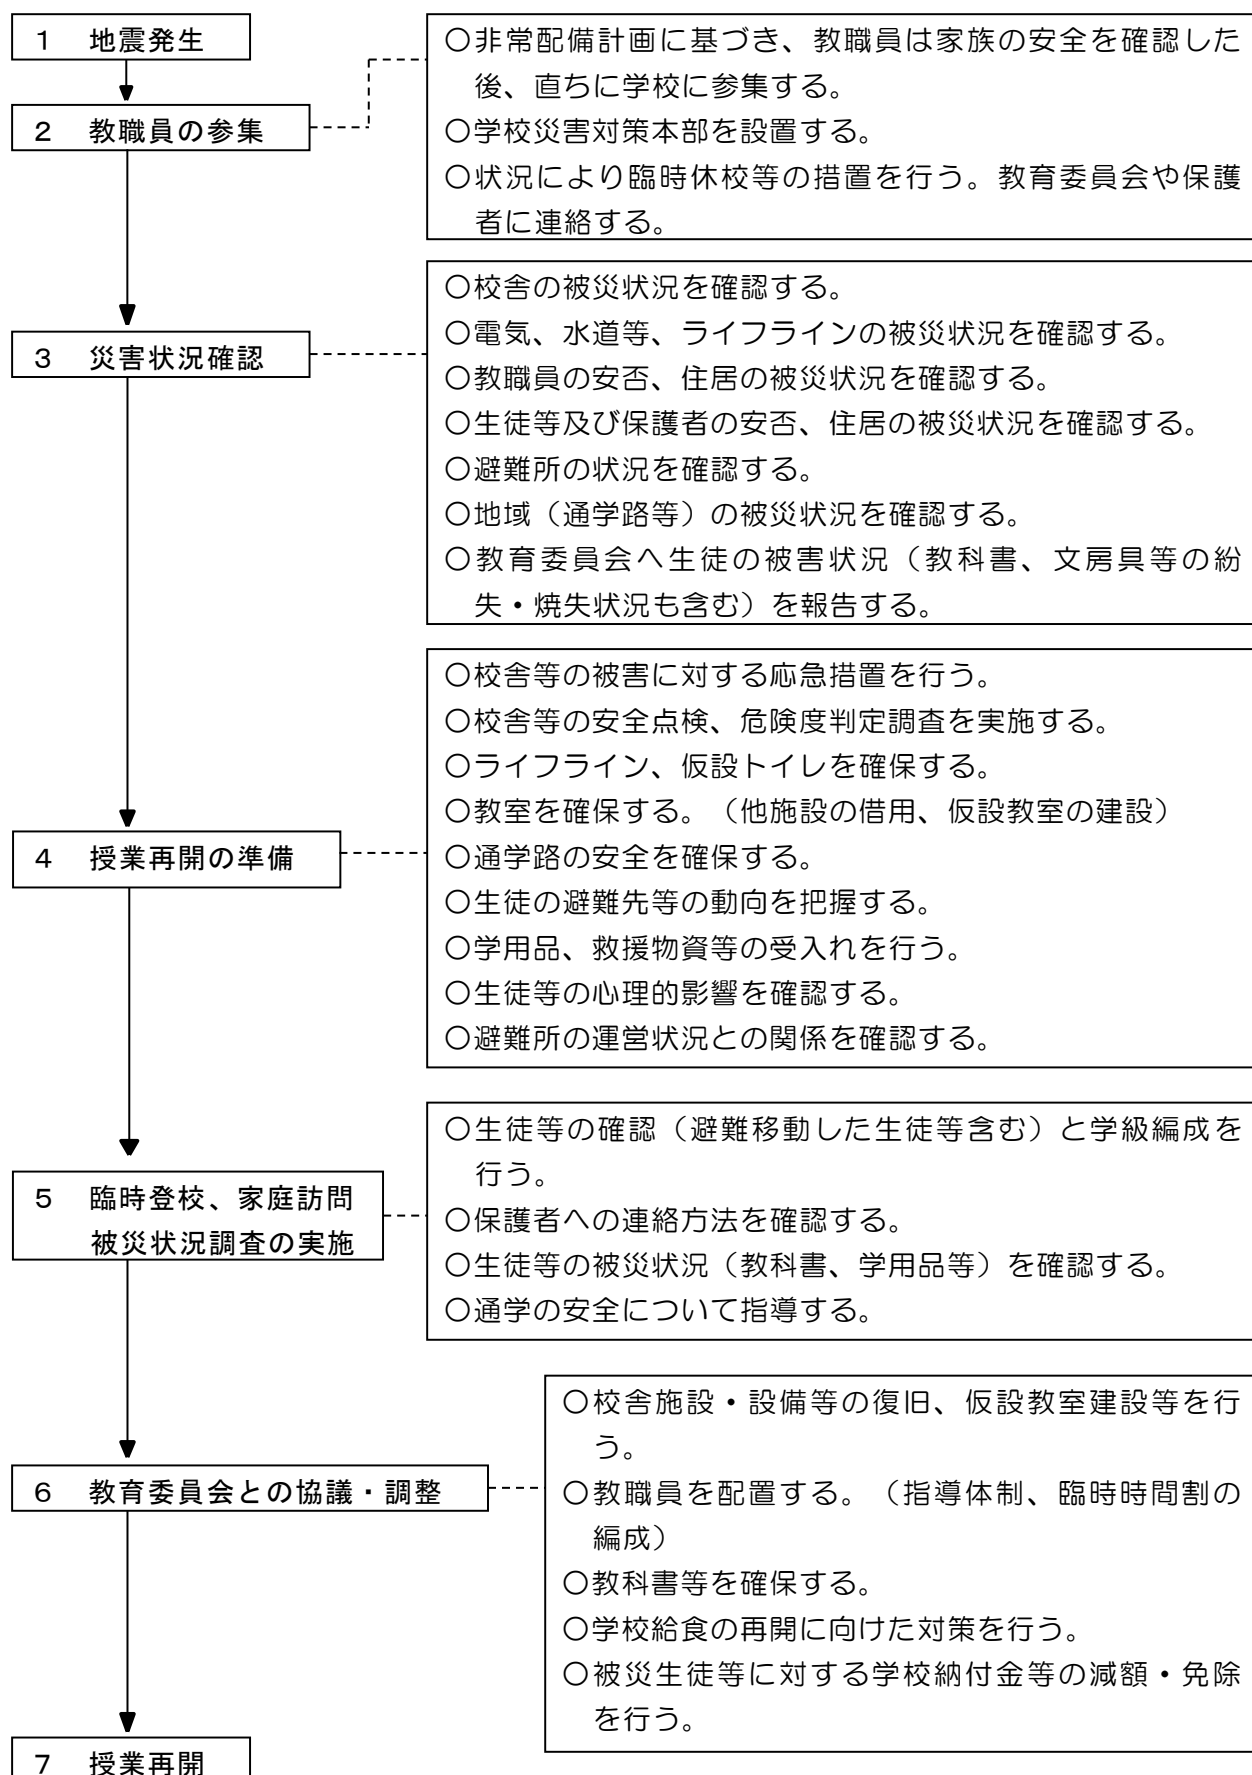 1　地震発生
○非常配備計画に基づき、教職員は家族の安全を確認した
後、直ちに学校に参集する。
○学校災害対策本部を設置する。
○状況により臨時休校等の措置を行う。教育委員会や保護
者に連絡する。
2　教職員の参集
○校舎の被災状況を確認する。
○電気、水道等、ライフラインの被災状況を確認する。
○教職員の安否、住居の被災状況を確認する。
○生徒等及び保護者の安否、住居の被災状況を確認する。
○避難所の状況を確認する。
○地域（通学路等）の被災状況を確認する。
○教育委員会へ生徒の被害状況（教科書、文房具等の紛
失・焼失状況も含む）を報告する。
3　災害状況確認
○校舎等の被害に対する応急措置を行う。
○校舎等の安全点検、危険度判定調査を実施する。
○ライフライン、仮設トイレを確保する。
○教室を確保する。（他施設の借用、仮設教室の建設）
○通学路の安全を確保する。
○生徒の避難先等の動向を把握する。
○学用品、救援物資等の受入れを行う。
○生徒等の心理的影響を確認する。
○避難所の運営状況との関係を確認する。
4　授業再開の準備
○生徒等の確認（避難移動した生徒等含む）と学級編成を
行う。
○保護者への連絡方法を確認する。
○生徒等の被災状況（教科書、学用品等）を確認する。
○通学の安全について指導する。
5　臨時登校、家庭訪問
被災状況調査の実施
○校舎施設・設備等の復旧、仮設教室建設等を行
う。
○教職員を配置する。（指導体制、臨時時間割の
編成）
○教科書等を確保する。
○学校給食の再開に向けた対策を行う。
○被災生徒等に対する学校納付金等の減額・免除
を行う。
6　教育委員会との協議・調整
7　授業再開